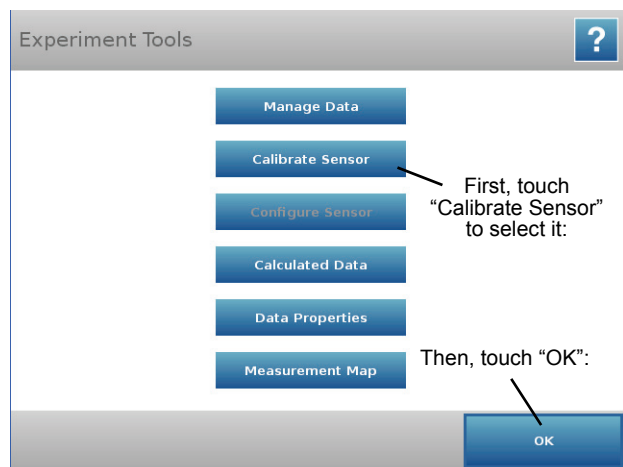 Experiment Tools
?
Manage Data
Calibrate Sensor
First, touch
“Calibrate Sensor”
to select it:
Configure Sensor
Calculated Data
Data Properties
Then, touch “OK”:
Measurement Map
OK